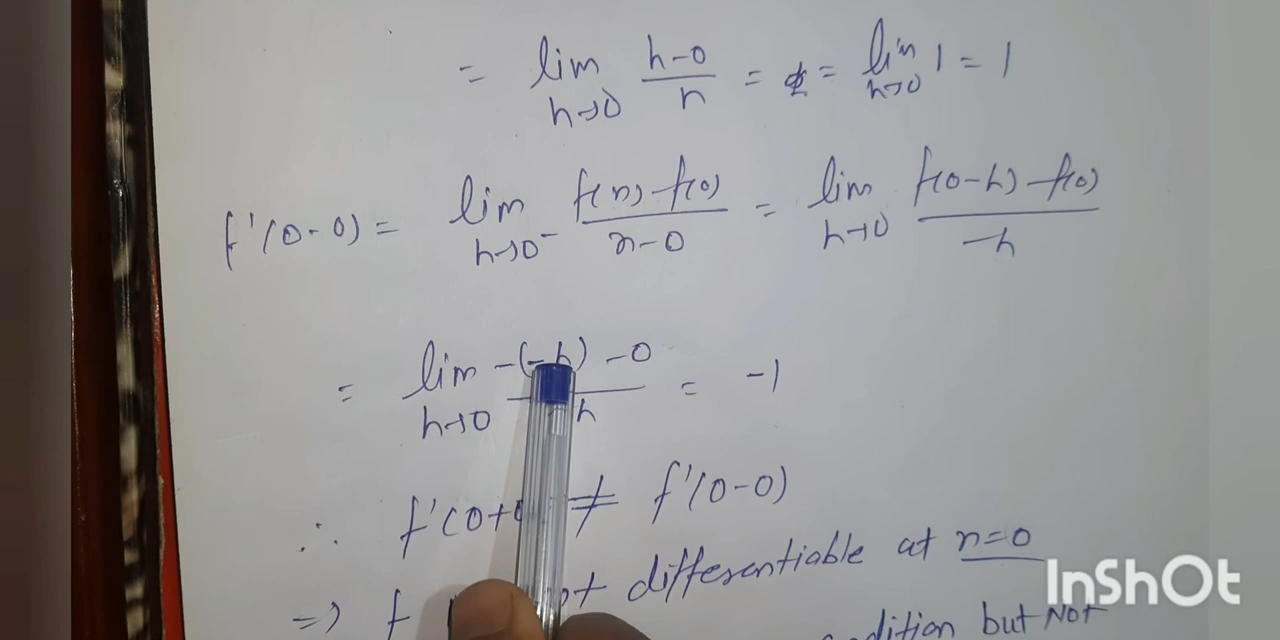 = lim h→0 (h-0)/h = = lim h→0 1 = 1
f'(0-0) = lim h→0⁻ (f(x)-f(0))/(x-0) = lim h→0 (f(0-h)-f(0))/(-h)
= lim h→0 (-(-h)-0)/h = -1
∴ f'(0+ ≠ f'(0-0)
⇒ f differentiable at x=0
but NOT
InShOt